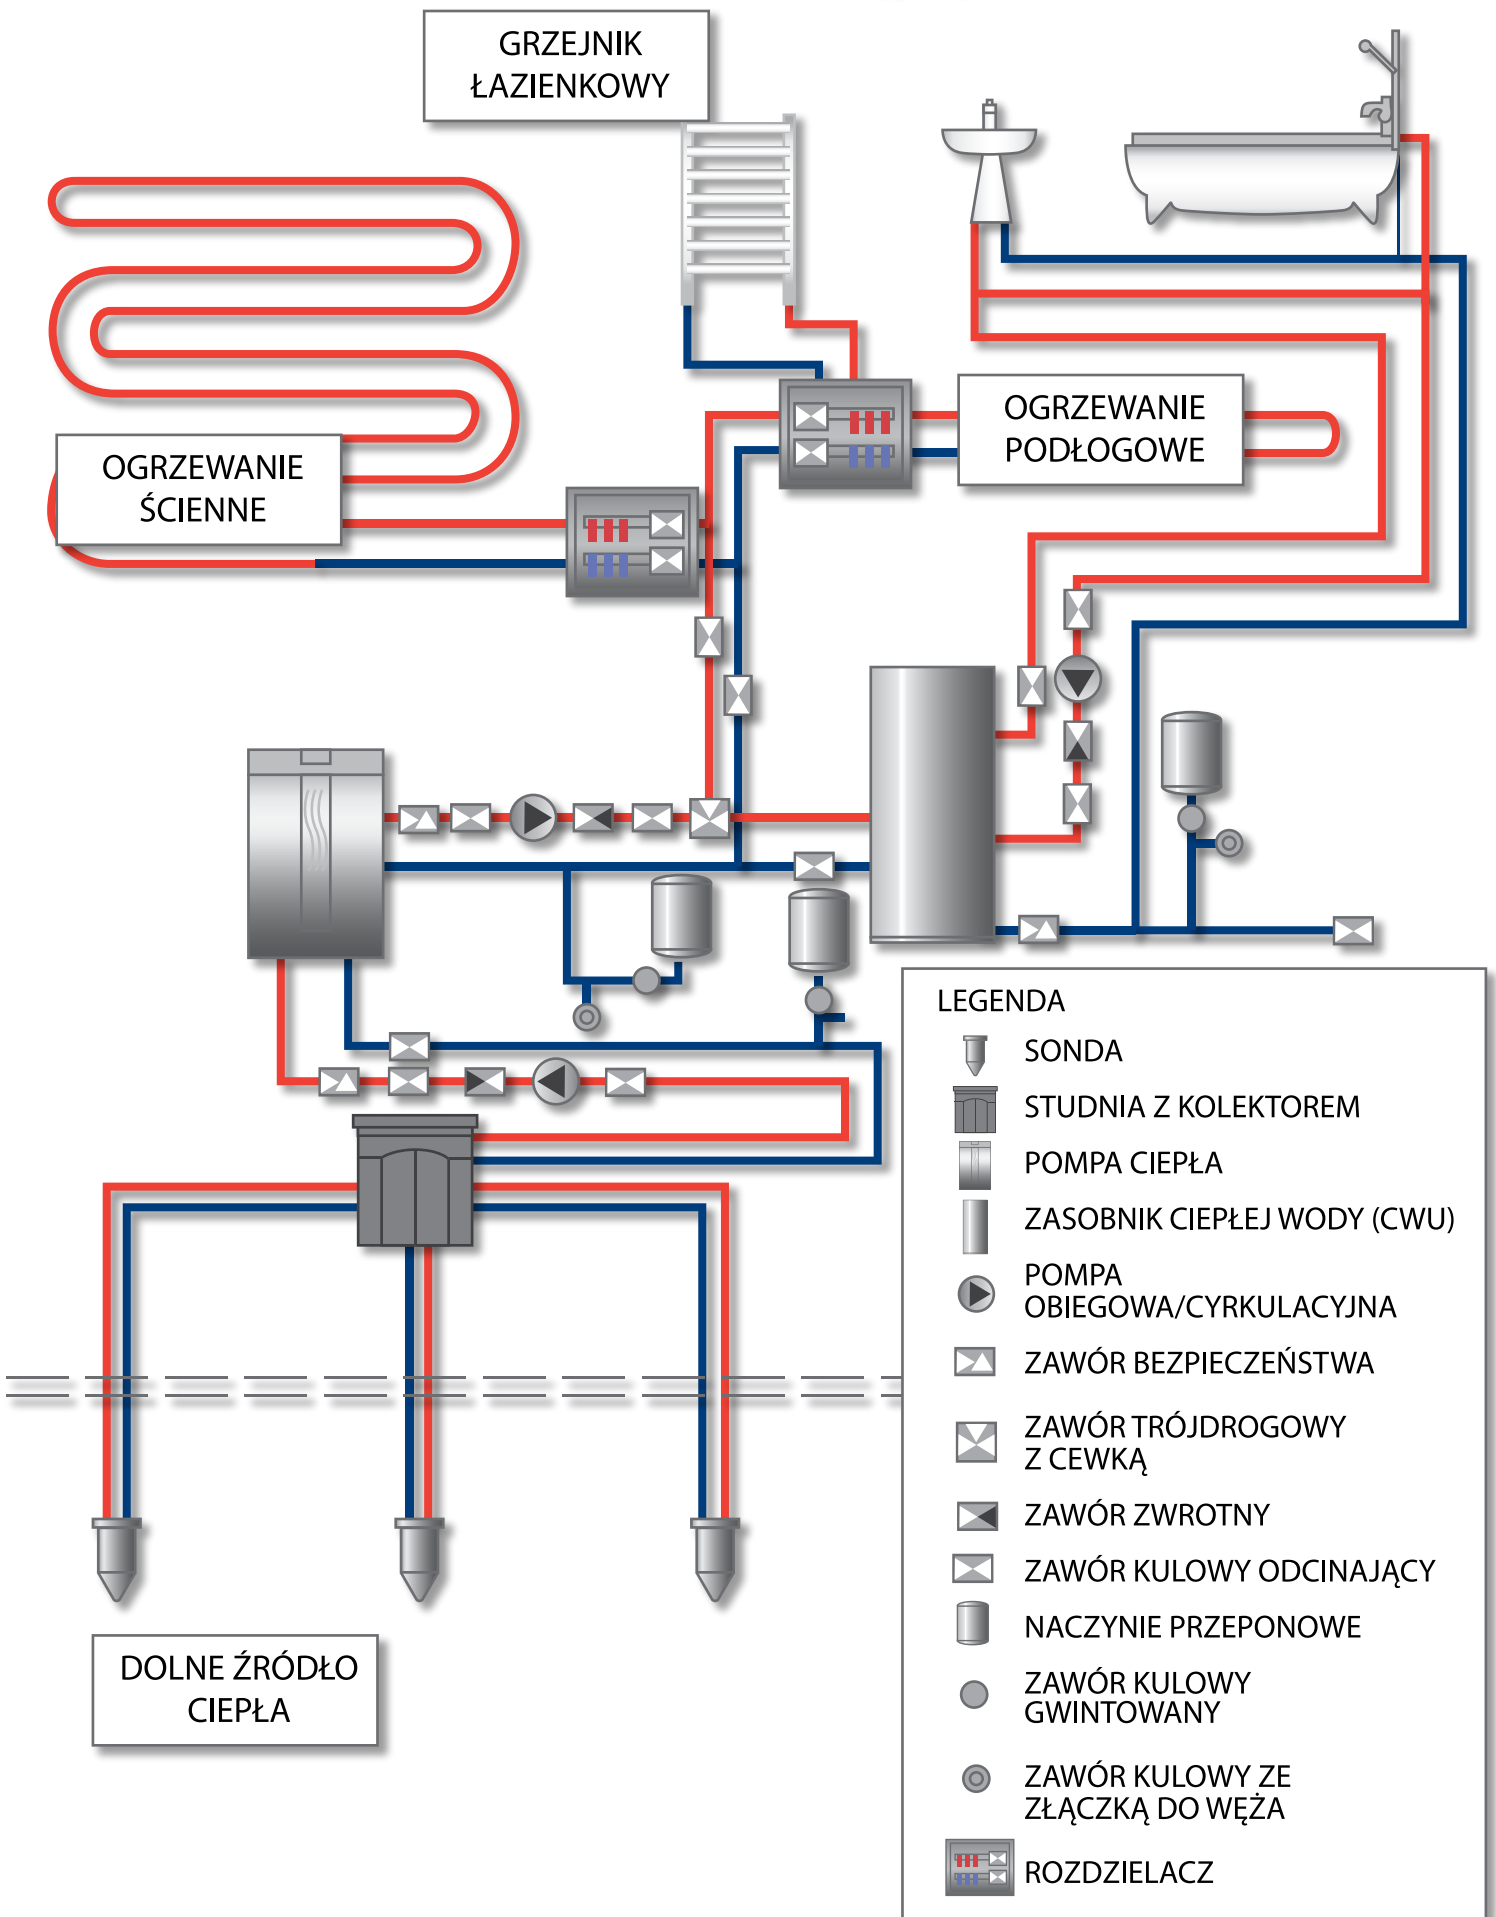 GRZEJNIK
ŁAZIENKOWY
OGRZEWANIE
PODŁOGOWE
OGRZEWANIE
ŚCIENNE
LEGENDA
SONDA
STUDNIA Z KOLEKTOREM
POMPA CIEPŁA
ZASOBNIK CIEPŁEJ WODY (CWU)
POMPA
OBIEGOWA/CYRKULACYJNA
ZAWÓR BEZPIECZEŃSTWA
ZAWÓR TRÓJDROGOWY
Z CEWKĄ
ZAWÓR ZWROTNY
ZAWÓR KULOWY ODCINAJĄCY
NACZYNIE PRZEPONOWE
ZAWÓR KULOWY
GWINTOWANY
ZAWÓR KULOWY ZE
ZŁĄCZKĄ DO WĘŻA
ROZDZIELACZ
DOLNE ŹRÓDŁO
CIEPŁA